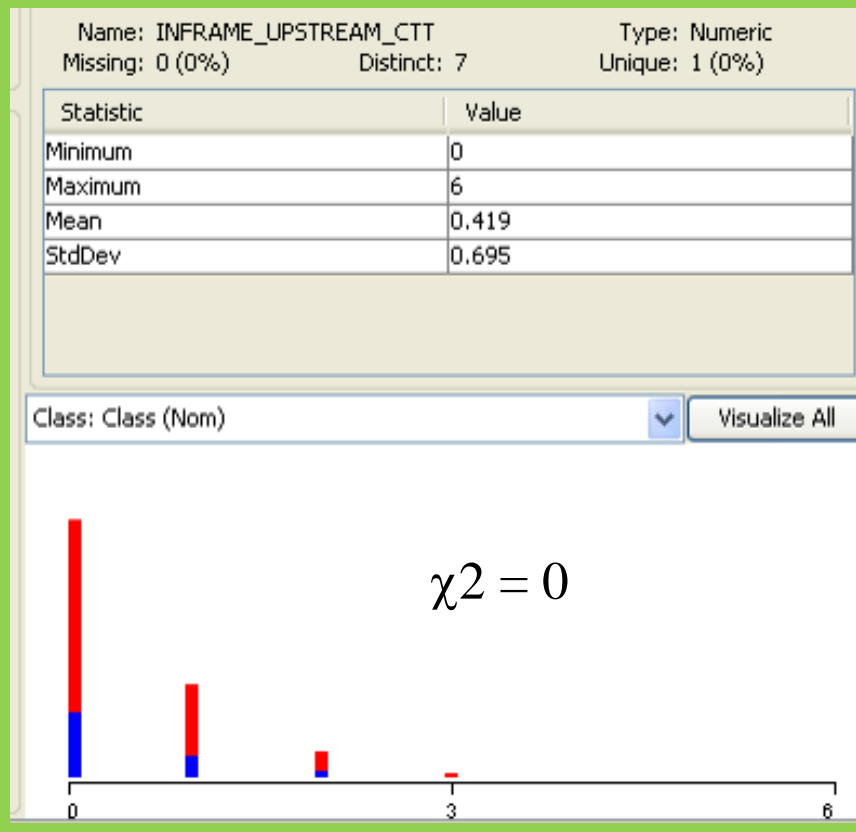 Name: INFRAME_UPSTREAM_CTT Type: Numeric
Missing: 0 (0%) Distinct: 7 Unique: 1 (0%)
Statistic Value
Minimum 0
Maximum 6
Mean 0.419
StdDev 0.695
Class: Class (Nom) Visualize All
χ2 = 0
0 3 6